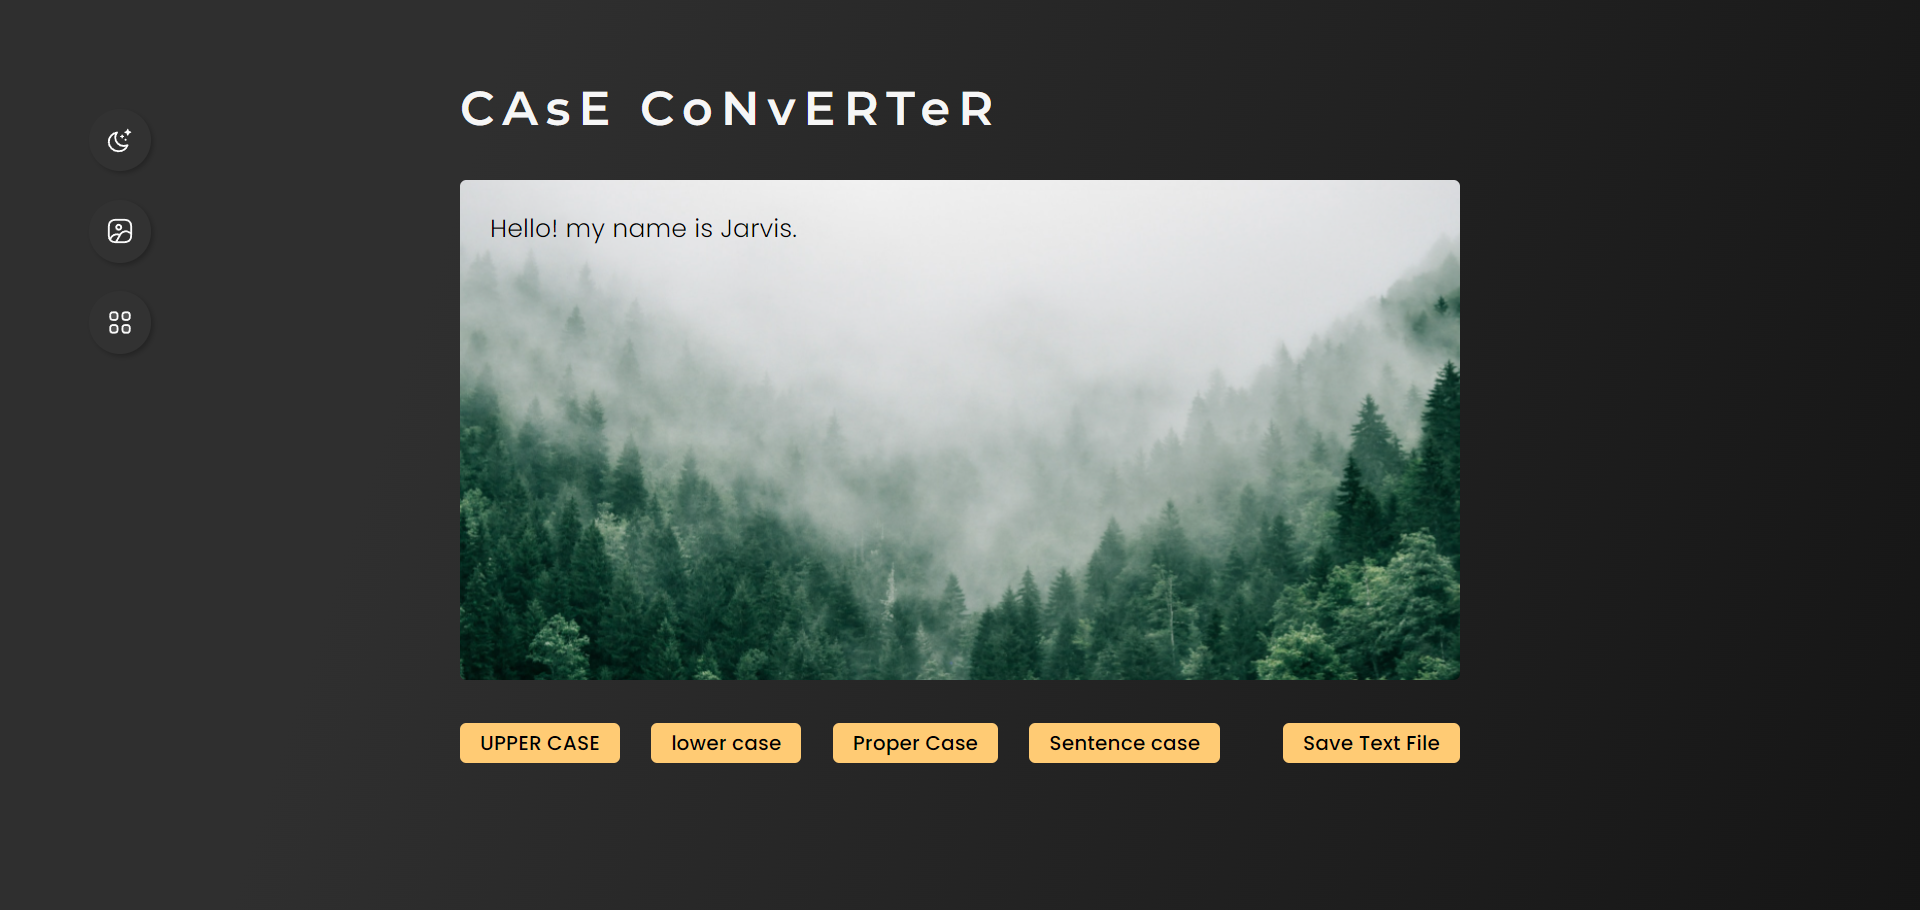 CAsE CoNvERTeR
Hello! my name is Jarvis.
UPPER CASE
lower case
Proper Case
Sentence case
Save Text File